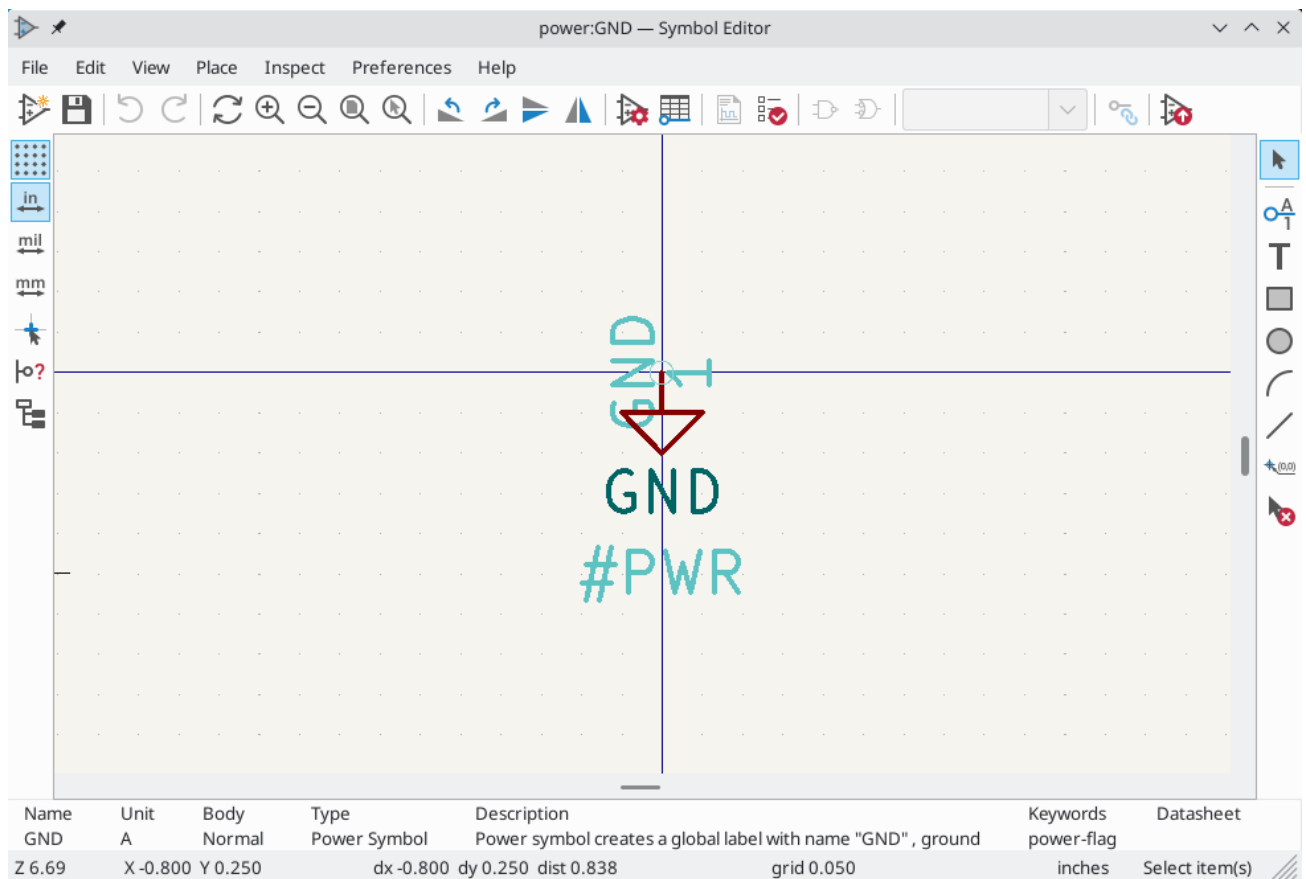 power:GND — Symbol Editor
File Edit View Place Inspect Preferences Help
in
mil
mm
?
A
1
T
(0,0)
GND
1
GND
#PWR
Name Unit Body Type Description Keywords Datasheet
GND A Normal Power Symbol Power symbol creates a global label with name "GND" , ground power-flag
Z 6.69 X -0.800 Y 0.250 dx -0.800 dy 0.250 dist 0.838 grid 0.050 inches Select item(s)